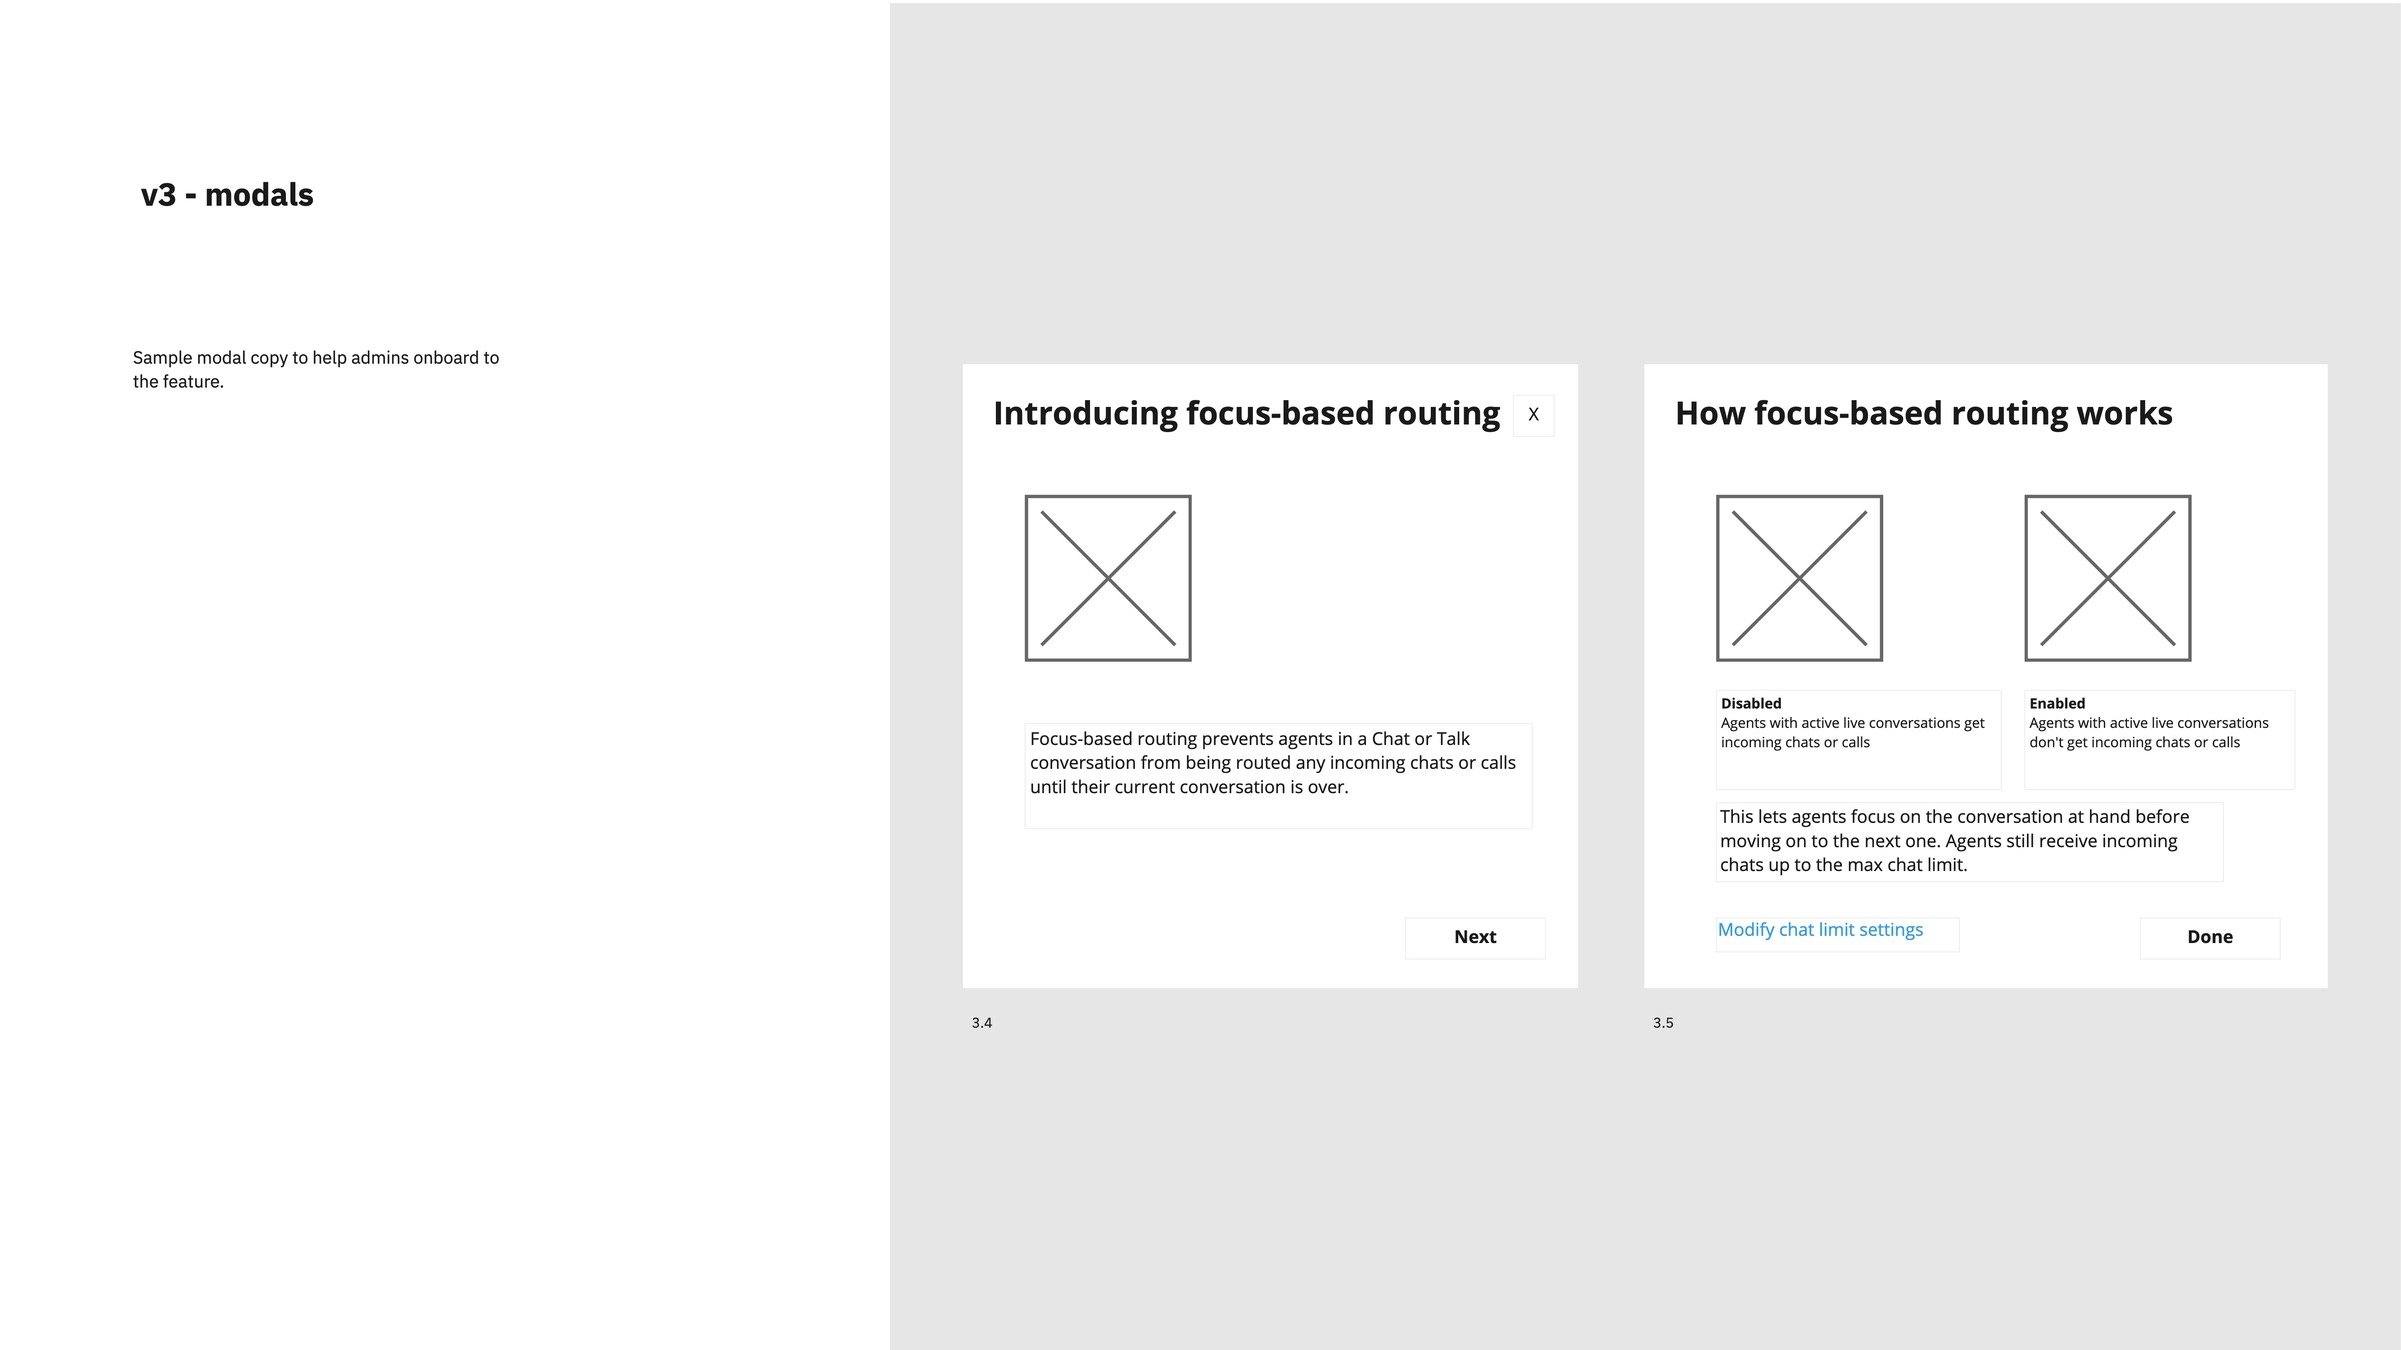 v3 - modals
Sample modal copy to help admins onboard to
the feature.
Introducing focus-based routing
X
Focus-based routing prevents agents in a Chat or Talk
conversation from being routed any incoming chats or calls
until their current conversation is over.
Next
3.4
How focus-based routing works
Disabled
Agents with active live conversations get
incoming chats or calls
Enabled
Agents with active live conversations
don't get incoming chats or calls
This lets agents focus on the conversation at hand before
moving on to the next one. Agents still receive incoming
chats up to the max chat limit.
Modify chat limit settings
Done
3.5